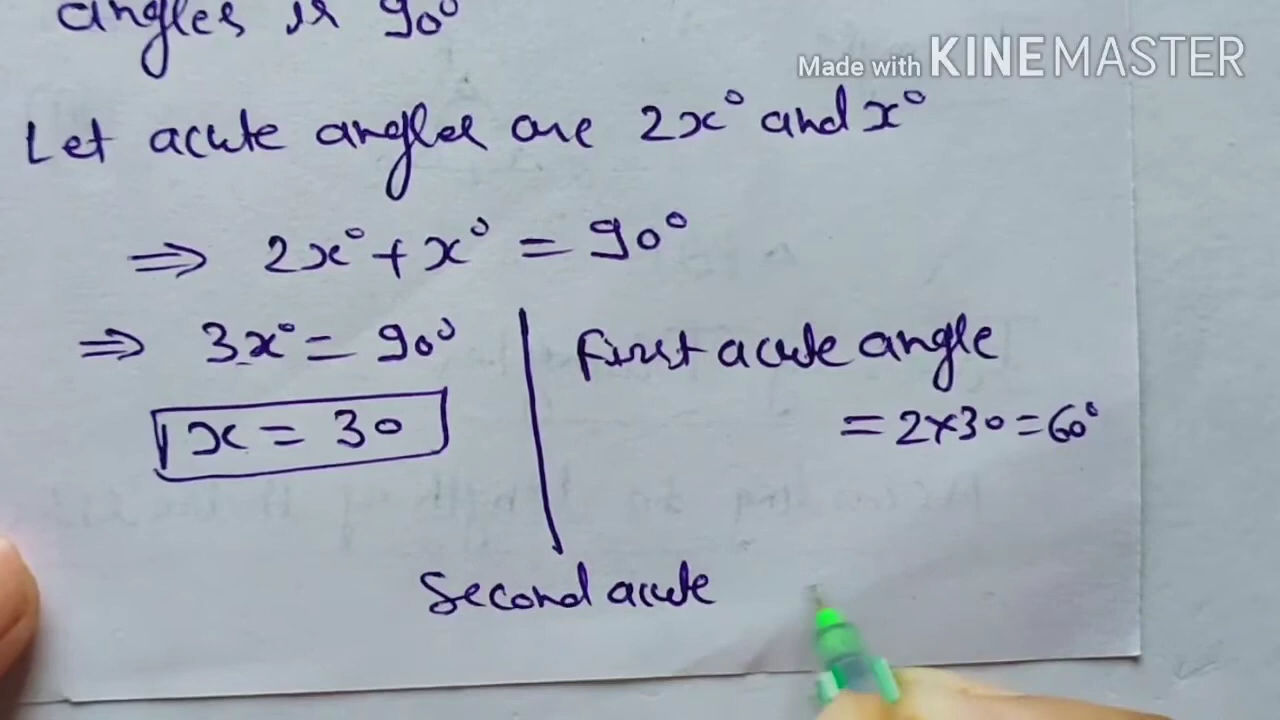 angles is 90°
Made with KINEMASTER
Let acute angles are 2x° and x°
⇒ 2x° + x° = 90°
⇒ 3x° = 90°
x = 30
First acute angle
= 2×30 = 60°
Second acute